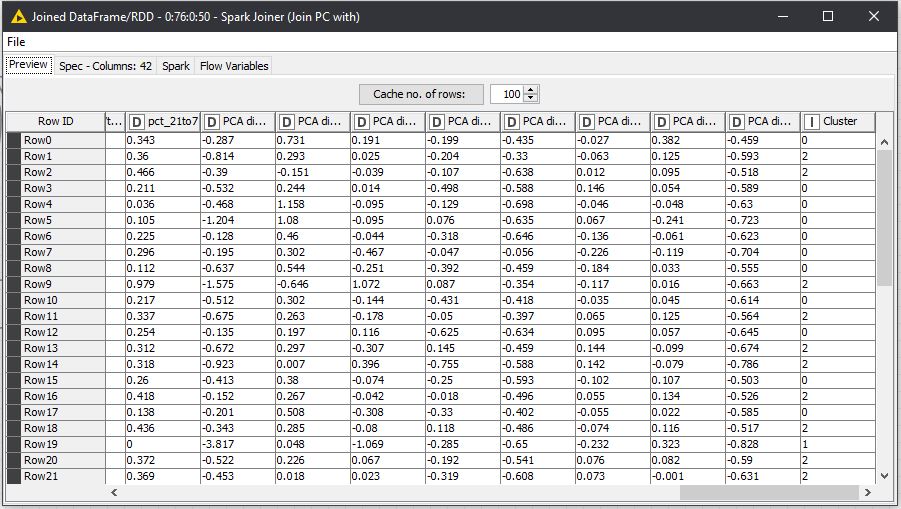 Joined DataFrame/RDD - 0:76:0:50 - Spark Joiner (Join PC with)
File
Preview Spec - Columns: 42 Spark Flow Variables
Cache no. of rows: 100
Row ID 't... D pct_21to7 D PCA di... D PCA di... D PCA di... D PCA di... D PCA di... D PCA di... D PCA di... D PCA di... I Cluster
Row0 0.343 -0.287 0.731 0.191 -0.199 -0.435 -0.027 0.382 -0.459 0
Row1 0.36 -0.814 0.293 0.025 -0.204 -0.33 -0.063 0.125 -0.593 2
Row2 0.466 -0.39 -0.151 -0.039 -0.107 -0.638 0.012 0.095 -0.518 2
Row3 0.211 -0.532 0.244 0.014 -0.498 -0.588 0.146 0.054 -0.589 0
Row4 0.036 -0.468 1.158 -0.095 -0.129 -0.698 -0.046 -0.048 -0.63 0
Row5 0.105 -1.204 1.08 -0.095 0.076 -0.635 0.067 -0.241 -0.723 0
Row6 0.225 -0.128 0.46 -0.044 -0.318 -0.646 -0.136 -0.061 -0.623 0
Row7 0.296 -0.195 0.302 -0.467 -0.047 -0.056 -0.226 -0.119 -0.704 0
Row8 0.112 -0.637 0.544 -0.251 -0.392 -0.459 -0.184 0.033 -0.555 0
Row9 0.979 -1.575 -0.646 1.072 0.087 -0.354 -0.117 0.016 -0.663 2
Row10 0.217 -0.512 0.302 -0.144 -0.431 -0.418 -0.035 0.045 -0.614 0
Row11 0.337 -0.675 0.263 -0.178 -0.05 -0.397 0.065 0.125 -0.564 2
Row12 0.254 -0.135 0.197 0.116 -0.625 -0.634 0.095 0.057 -0.645 0
Row13 0.312 -0.672 0.297 -0.307 0.145 -0.459 0.144 -0.099 -0.674 2
Row14 0.318 -0.923 0.007 0.396 -0.755 -0.588 0.142 -0.079 -0.786 2
Row15 0.26 -0.413 0.38 -0.074 -0.25 -0.593 -0.102 0.107 -0.503 0
Row16 0.418 -0.152 0.267 -0.042 -0.018 -0.496 0.055 0.134 -0.526 2
Row17 0.138 -0.201 0.508 -0.308 -0.33 -0.402 -0.055 0.022 -0.585 0
Row18 0.436 -0.343 0.285 -0.08 0.118 -0.486 -0.074 0.116 -0.517 2
Row19 0 -3.817 0.048 -1.069 -0.285 -0.65 -0.232 0.323 -0.828 1
Row20 0.372 -0.522 0.226 0.067 -0.192 -0.541 0.076 0.082 -0.59 2
Row21 0.369 -0.453 0.018 0.023 -0.319 -0.608 0.073 -0.001 -0.631 2